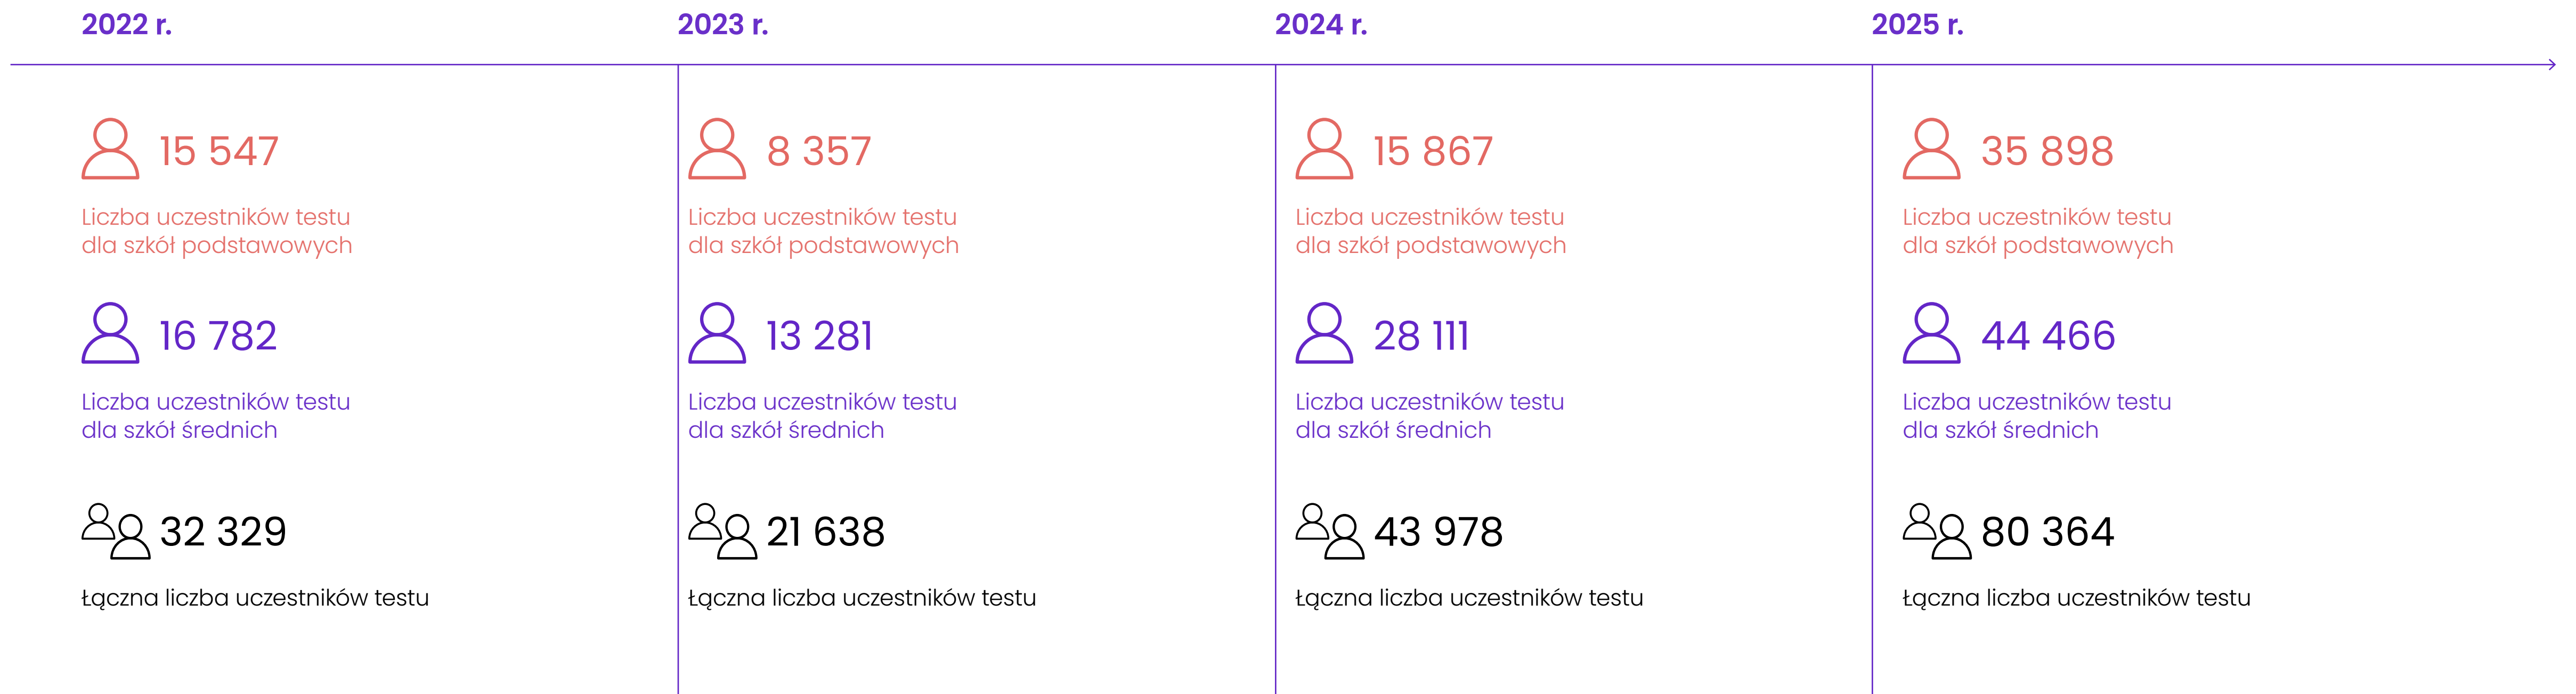 2022 r.
15 547
Liczba uczestników testu
dla szkół podstawowych
16 782
Liczba uczestników testu
dla szkół średnich
32 329
Łączna liczba uczestników testu
2023 r.
8 357
Liczba uczestników testu
dla szkół podstawowych
13 281
Liczba uczestników testu
dla szkół średnich
21 638
Łączna liczba uczestników testu
2024 r.
15 867
Liczba uczestników testu
dla szkół podstawowych
28 111
Liczba uczestników testu
dla szkół średnich
43 978
Łączna liczba uczestników testu
2025 r.
35 898
Liczba uczestników testu
dla szkół podstawowych
44 466
Liczba uczestników testu
dla szkół średnich
80 364
Łączna liczba uczestników testu